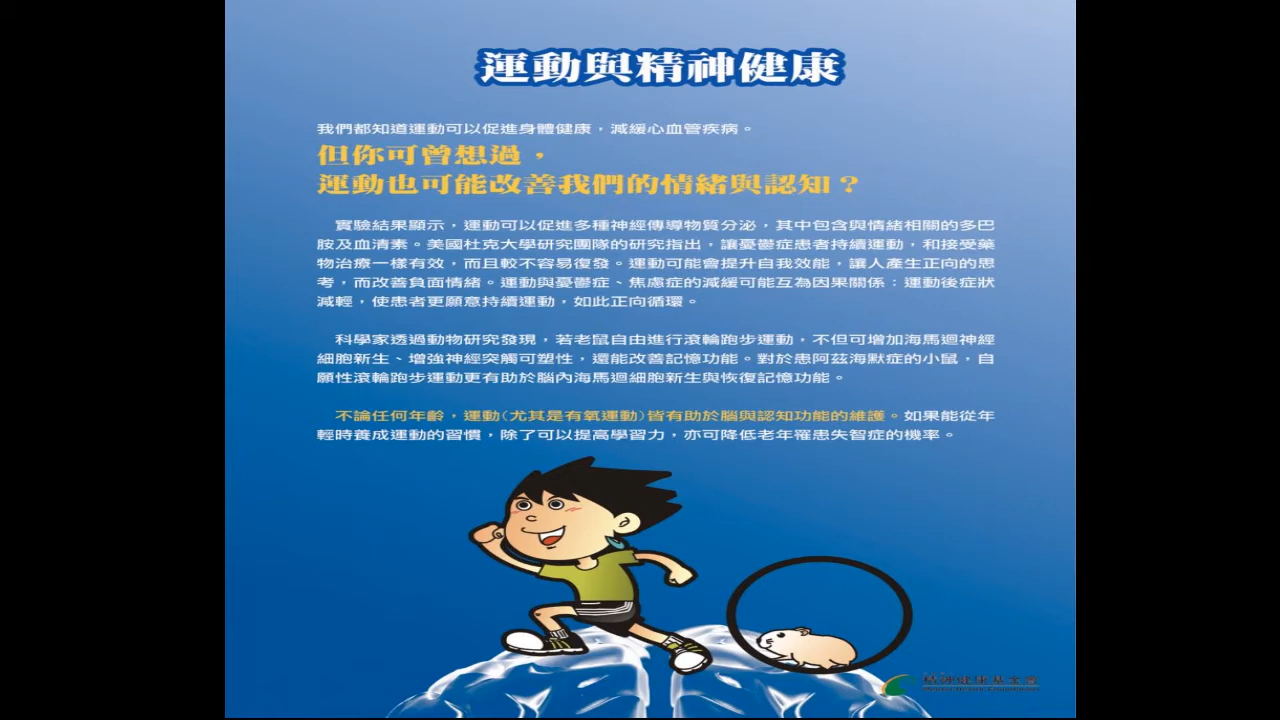 運動與精神健康
我們都知道運動可以促進身體健康，減緩心血管疾病。
但你可曾想過，
運動也可能改善我們的情緒與認知？
實驗結果顯示，運動可以促進多種神經傳導物質分泌，其中包含與情緒相關的多巴
胺及血清素。美國杜克大學研究團隊的研究指出，讓憂鬱症患者持續運動，和接受藥
物治療一樣有效，而且較不容易復發。運動可能會提升自我效能，讓人產生正向的思
考，而改善負面情緒。運動與憂鬱症、焦慮症的減緩可能互為因果關係：運動後症狀
減輕，使患者更願意持續運動，如此正向循環。
科學家透過動物研究發現，若老鼠自由進行滾輪跑步運動，不但可增加海馬迴神經
細胞新生、增強神經突觸可塑性，還能改善記憶功能。對於患阿茲海默症的小鼠，自
願性滾輪跑步運動更有助於腦內海馬迴細胞新生與恢復記憶功能。
不論任何年齡，運動(尤其是有氧運動)皆有助於腦與認知功能的維護。如果能從年
輕時養成運動的習慣，除了可以提高學習力，亦可降低老年罹患失智症的機率。
精神健康基金會
Mental Health Foundation